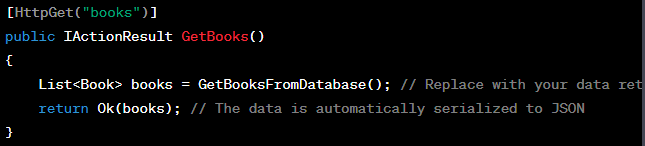 [HttpGet("books")]
public IActionResult GetBooks()
{
    List<Book> books = GetBooksFromDatabase(); // Replace with your data ret
    return Ok(books); // The data is automatically serialized to JSON
}